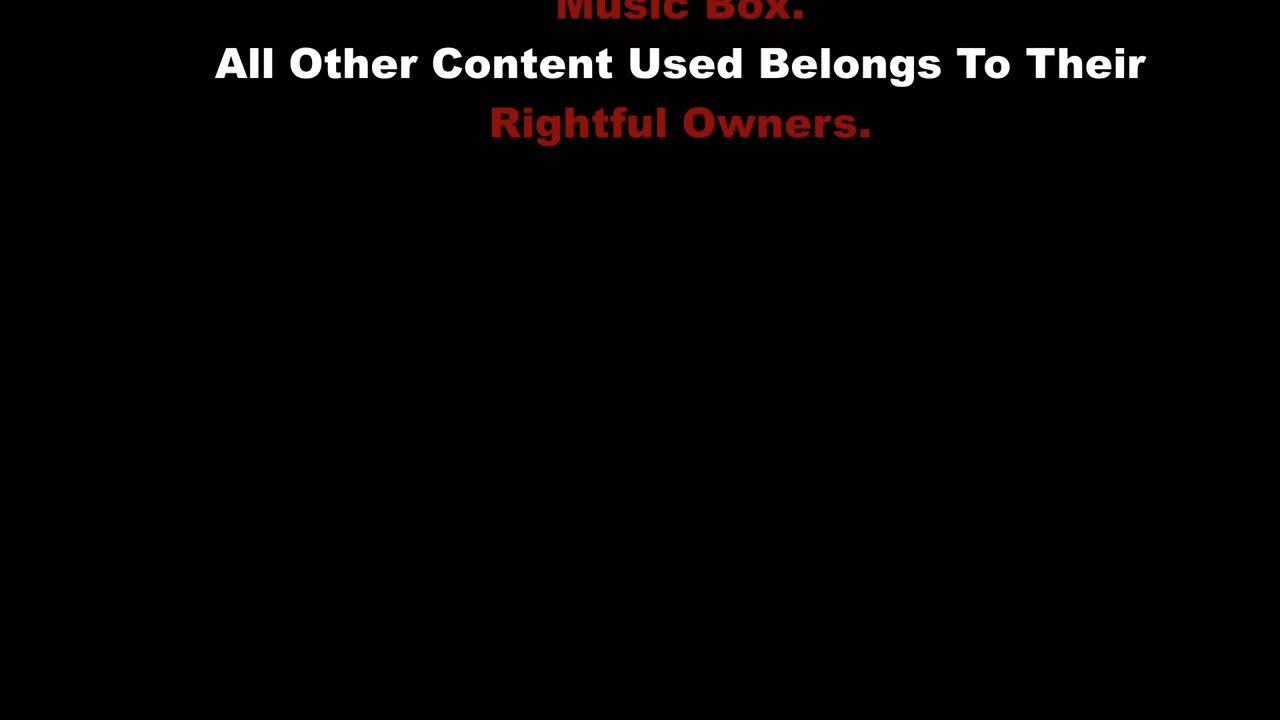 Music Box.
All Other Content Used Belongs To Their
Rightful Owners.